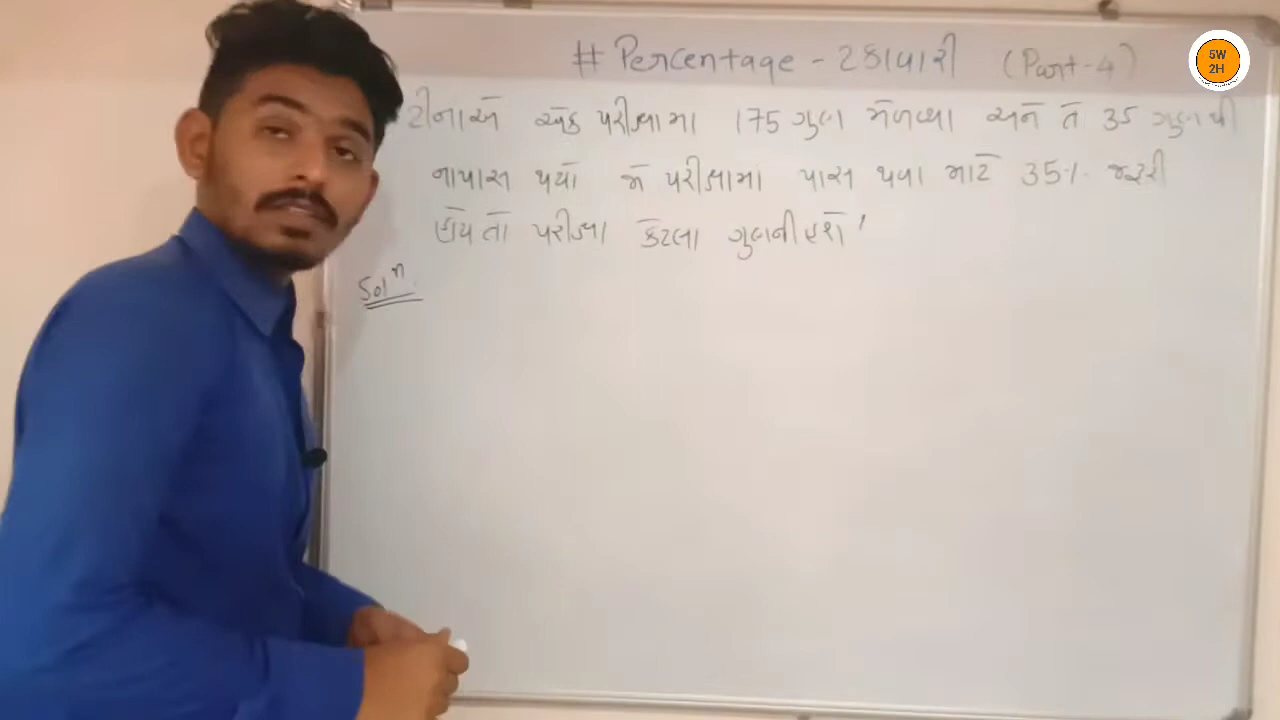 # Percentage - ટકાવારી (Part-4)
5W
2H
ટીનાએ એક પરીક્ષામા 175 ગુણ મેળવ્યા અને તે 35 ગુણથી
નાપાસ થયો જે પરીક્ષામા પાસ થવા માટે 35% જરૂરી
હોય તો પરીક્ષા કેટલા ગુણની હશે ?
Solⁿ